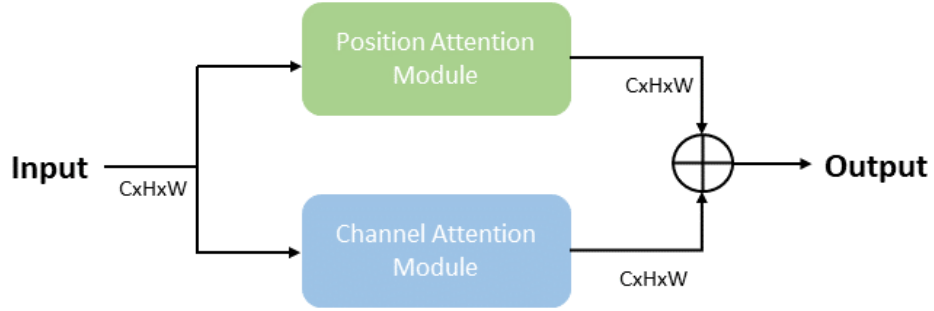 Position Attention
Module
CxHxW
Input
CxHxW
Output
Channel Attention
Module
CxHxW